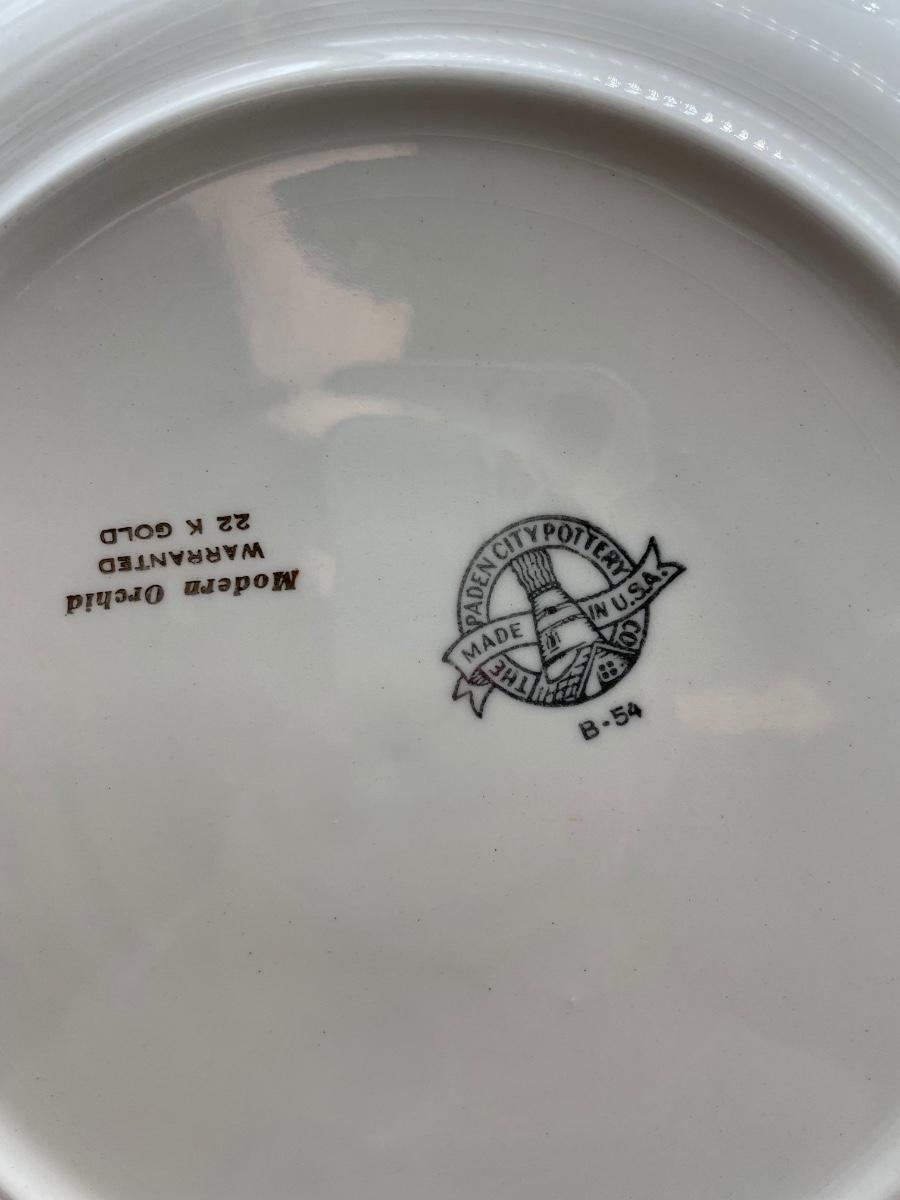 Modern Orchid
WARRANTED
22 K GOLD
THE PADEN CITY POTTERY CO.
MADE IN U.S.A.
B-54